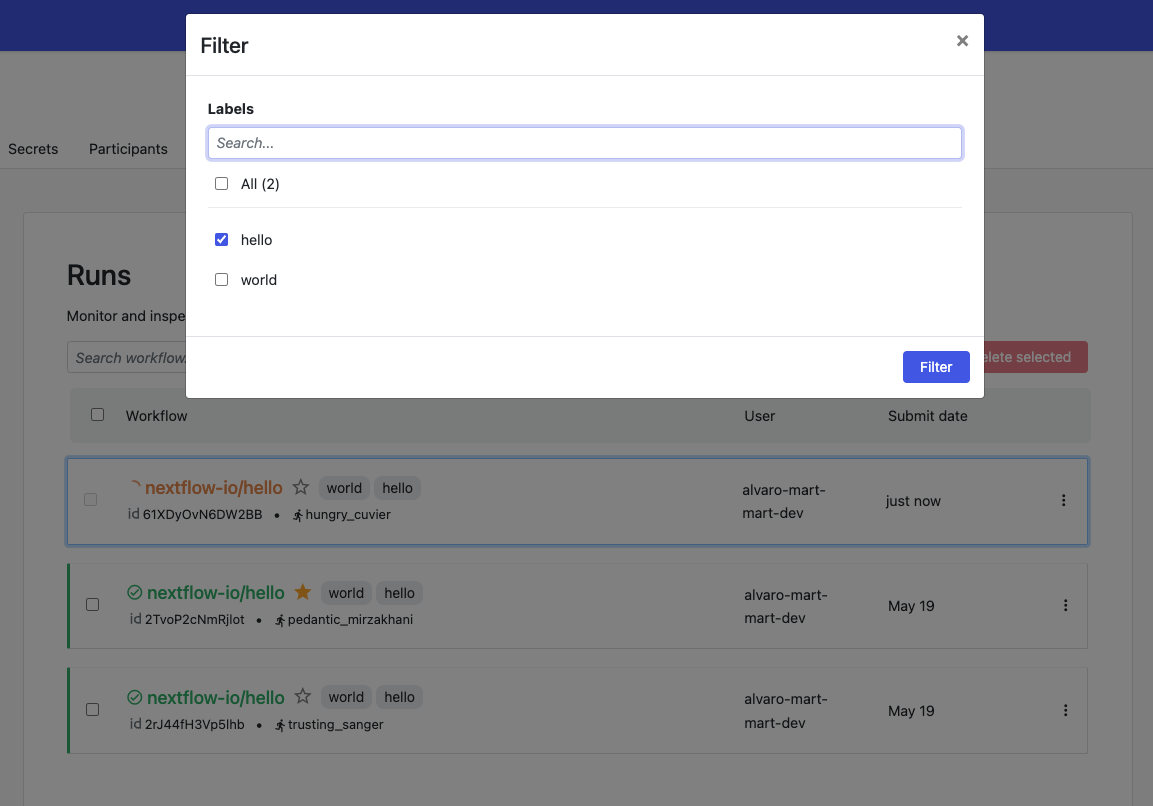 Filter
×
Labels
Search...
All (2)
hello
world
Filter
Secrets Participants
Runs
Monitor and inspe
Search workflow
elete selected
Workflow User Submit date
nextflow-io/hello world hello
id 61XDyOvN6DW2BB • hungry_cuvier
alvaro-mart-
mart-dev
just now
nextflow-io/hello world hello
id 2TvoP2cNmRjlot • pedantic_mirzakhani
alvaro-mart-
mart-dev
May 19
nextflow-io/hello world hello
id 2rJ44fH3Vp5lhb • trusting_sanger
alvaro-mart-
mart-dev
May 19